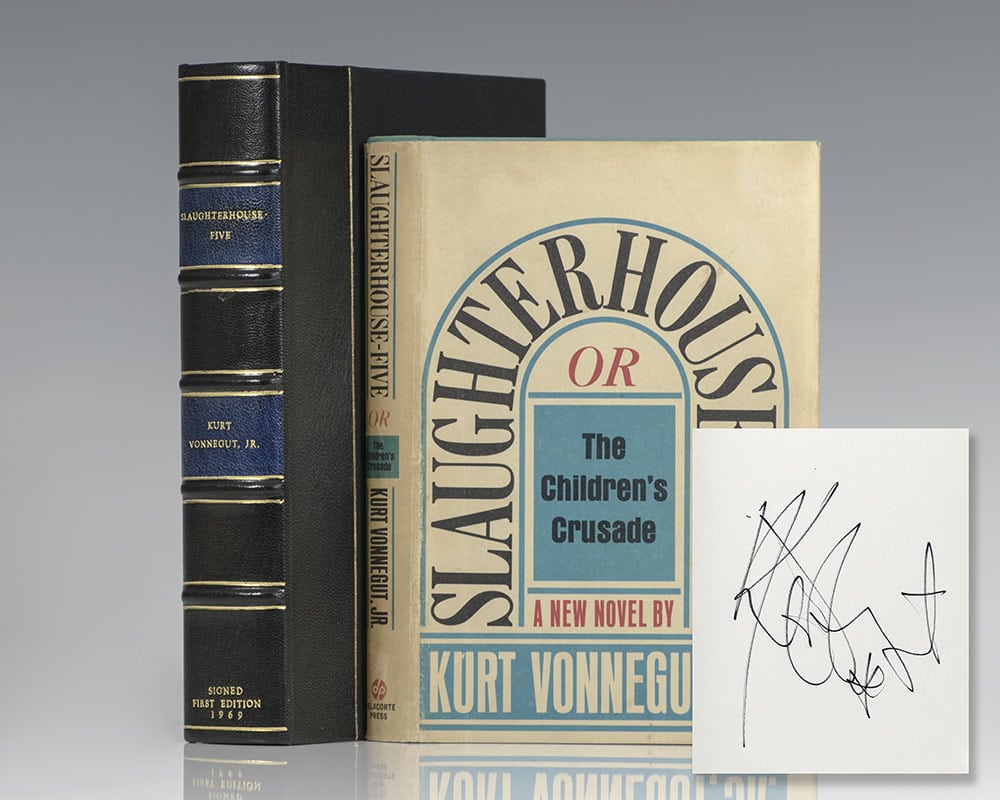 SLAUGHTERHOUSE-
FIVE
KURT
VONNEGUT, JR.
SIGNED
FIRST EDITION
1969
SLAUGHTERHOUSE-FIVE
OR
The
Children's
Crusade
KURT VONNEGUT, JR.
DELACORTE
PRESS
SLAUGHTERHOUSE
OR
The
Children's
Crusade
A NEW NOVEL BY
KURT VONNEGU